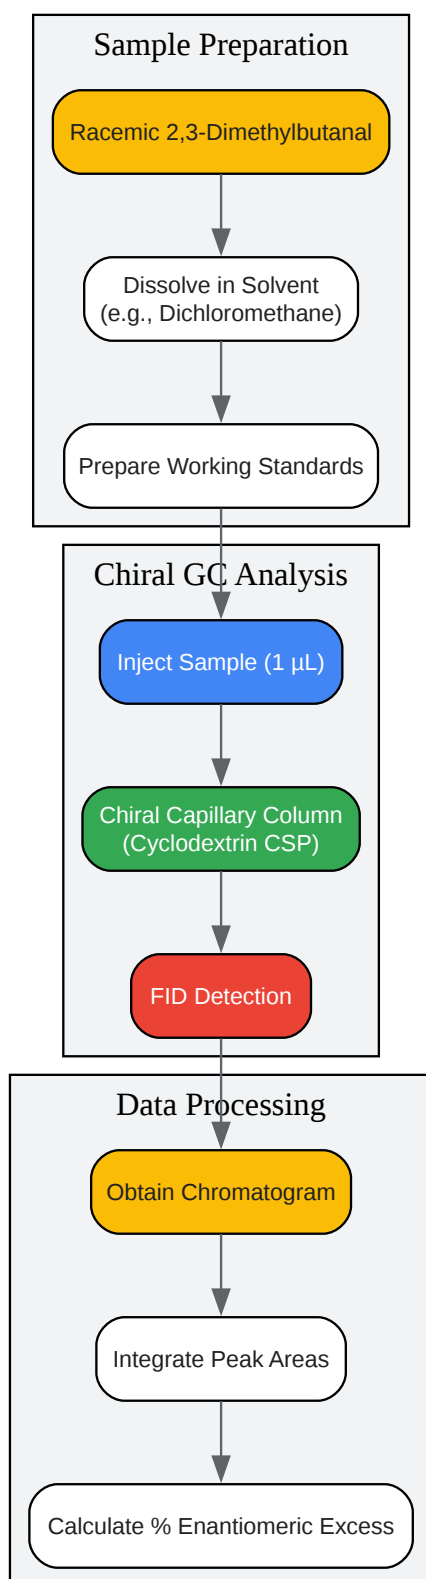 Sample Preparation
Racemic 2,3-Dimethylbutanal
Dissolve in Solvent
(e.g., Dichloromethane)
Prepare Working Standards
Chiral GC Analysis
Inject Sample (1 µL)
Chiral Capillary Column
(Cyclodextrin CSP)
FID Detection
Data Processing
Obtain Chromatogram
Integrate Peak Areas
Calculate % Enantiomeric Excess